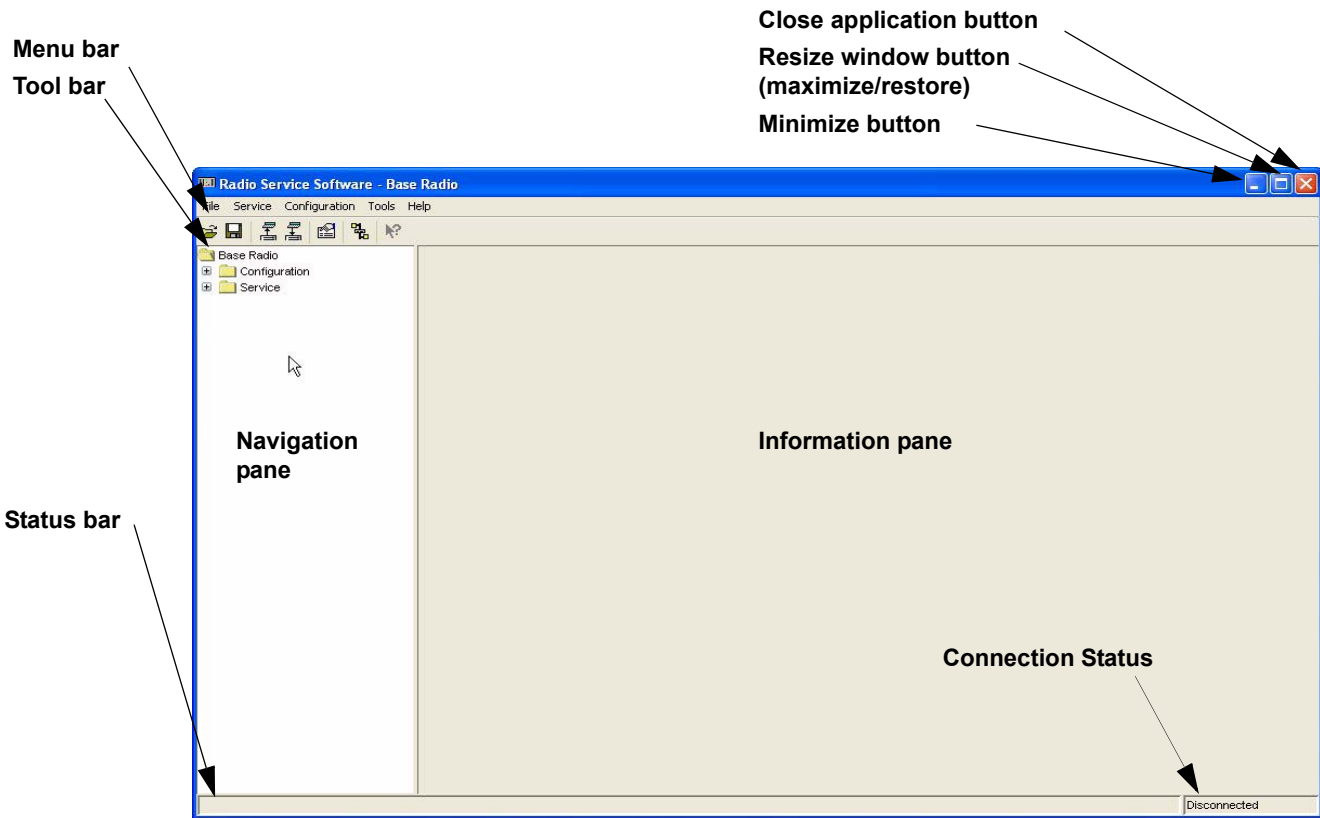 Close application button
Menu bar
Resize window button
(maximize/restore)
Tool bar
Minimize button
Radio Service Software - Base Radio
File Service Configuration Tools Help
Base Radio
Configuration
Service
Navigation
pane
Information pane
Status bar
Connection Status
Disconnected